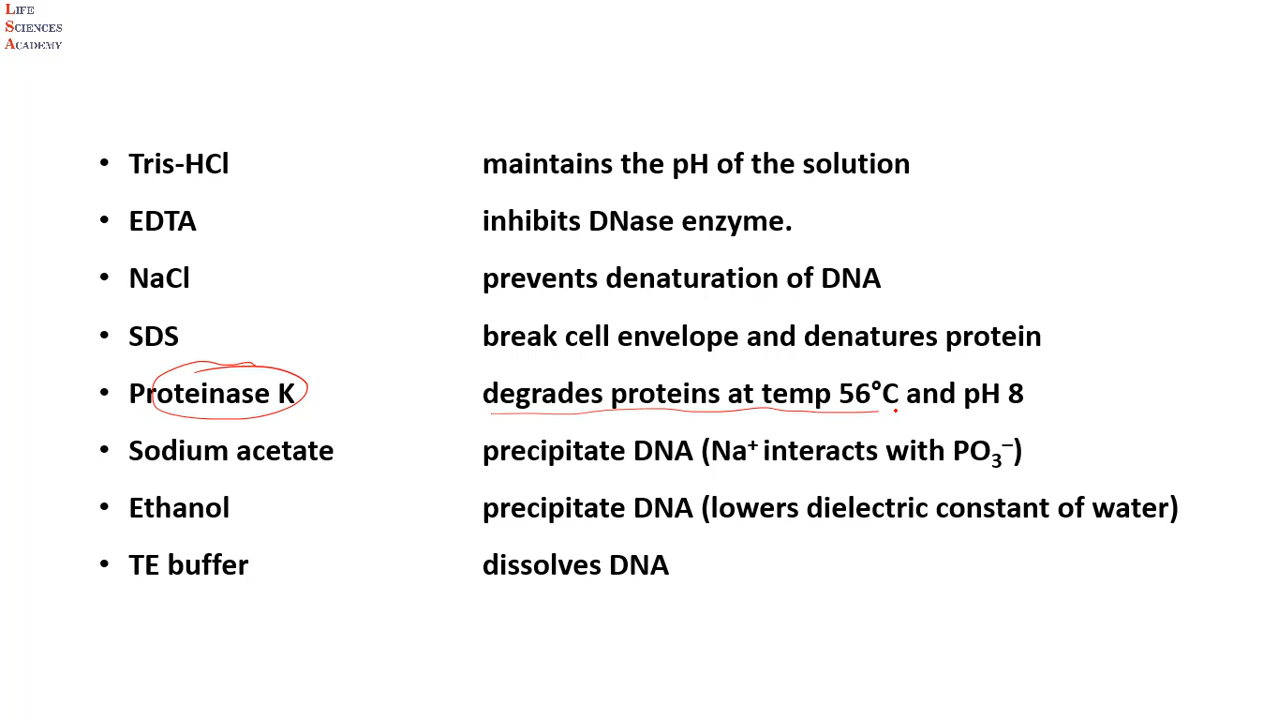 LIFE
SCIENCES
ACADEMY
• Tris-HCl maintains the pH of the solution
• EDTA inhibits DNase enzyme.
• NaCl prevents denaturation of DNA
• SDS break cell envelope and denatures protein
• Proteinase K degrades proteins at temp 56°C and pH 8
• Sodium acetate precipitate DNA (Na⁺ interacts with PO₃⁻)
• Ethanol precipitate DNA (lowers dielectric constant of water)
• TE buffer dissolves DNA